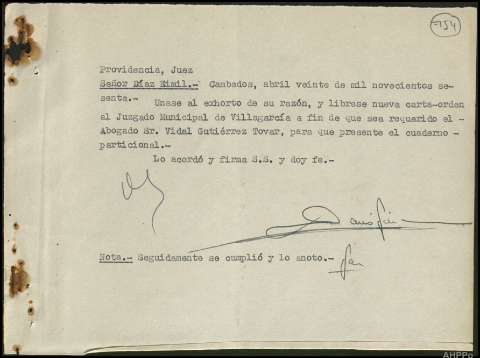 154
Providencia, Juez
Señor Díaz Eimil.- Cambados, abril veinte de mil novecientos se-
senta.- Unase al exhorto de su razón, y líbrese nueva carta-orden
al Juzgado Municipal de Villagarcía a fin de que sea requerido el -
Abogado Sr. Vidal Gutiérrez Tovar, para que presente el cuaderno -
particional.-
Lo acordó y firma S.S. y doy fe.-
Nota.- Seguidamente se cumplió y lo anoto.-
AHPPo